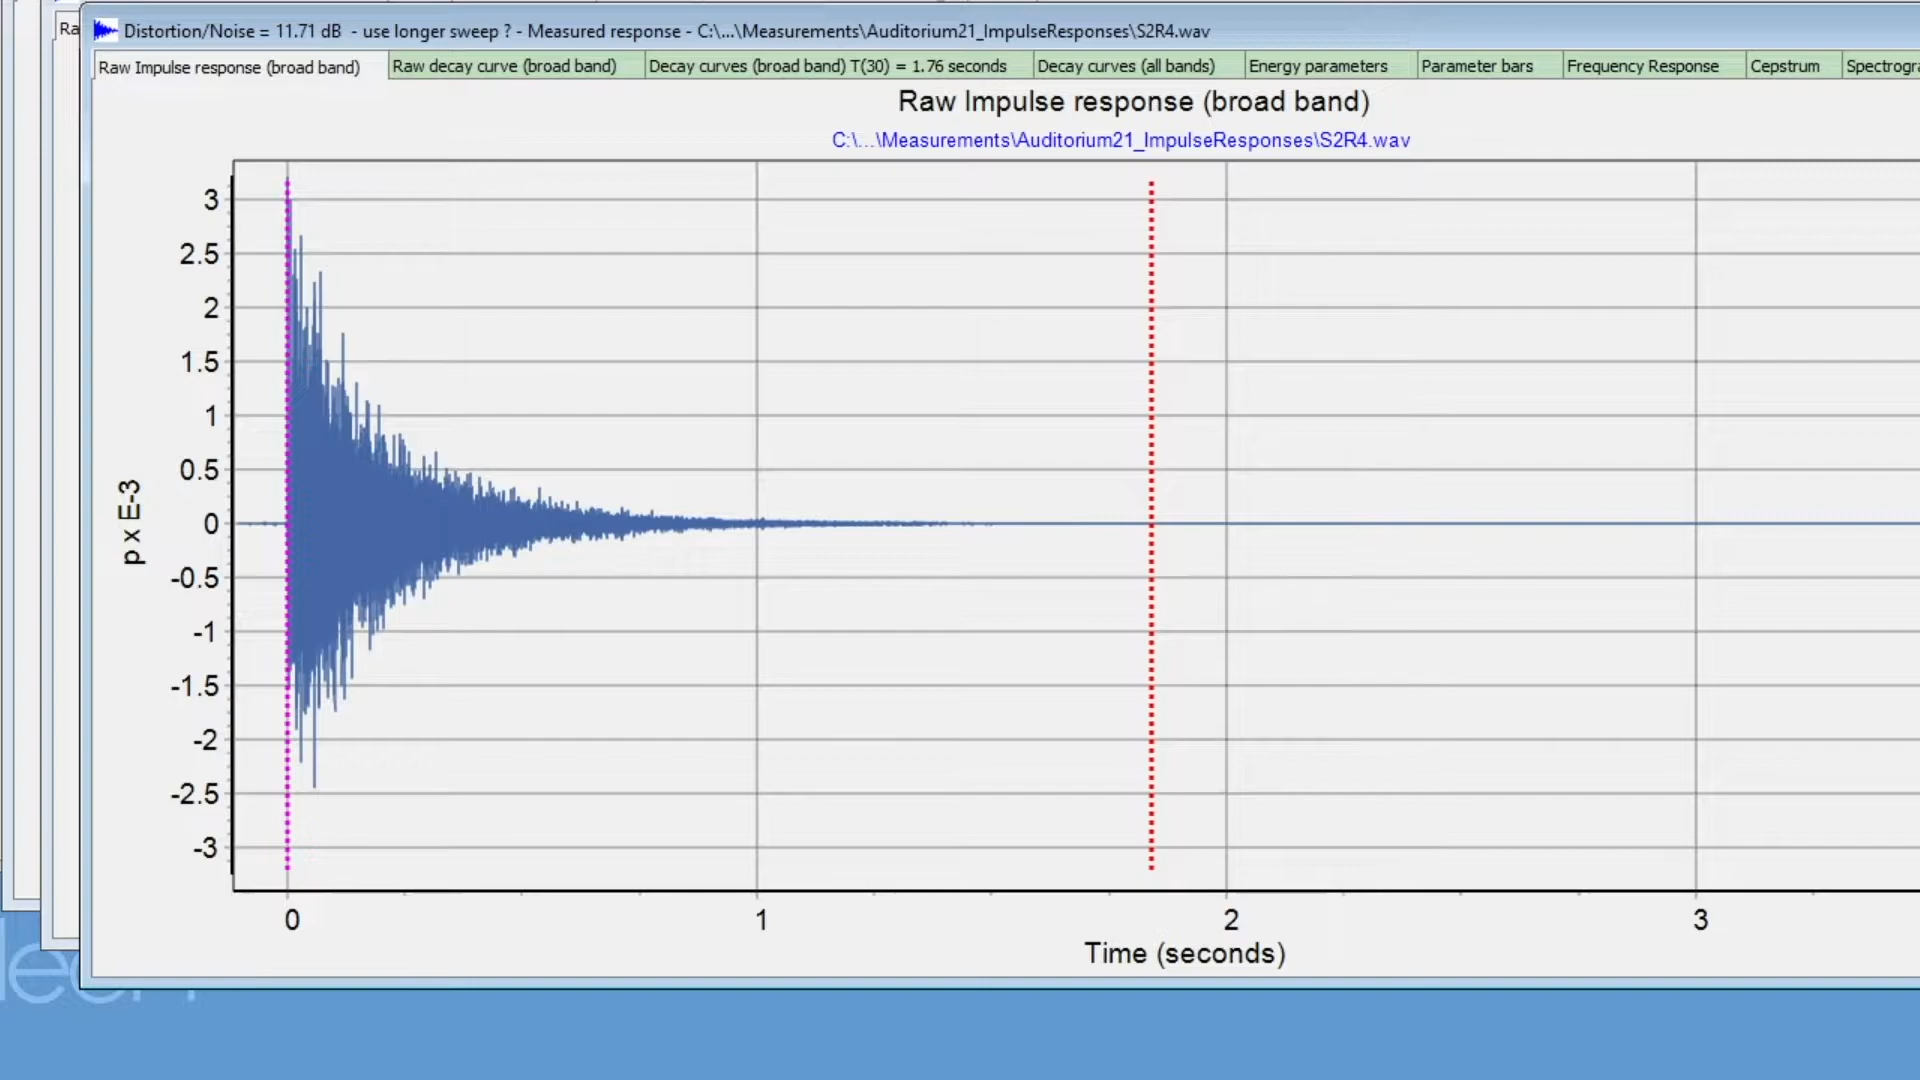 Ra
Distortion/Noise = 11.71 dB - use longer sweep ? - Measured response - C:\...\Measurements\Auditorium21_ImpulseResponses\S2R4.wav
Raw Impulse response (broad band) Raw decay curve (broad band) Decay curves (broad band) T(30) = 1.76 seconds Decay curves (all bands) Energy parameters Parameter bars Frequency Response Cepstrum Spectrogra
Raw Impulse response (broad band)
C:\...\Measurements\Auditorium21_ImpulseResponses\S2R4.wav
3
2.5
2
1.5
1
0.5
0
-0.5
-1
-1.5
-2
-2.5
-3
p x E-3
0 1 2 3
Time (seconds)